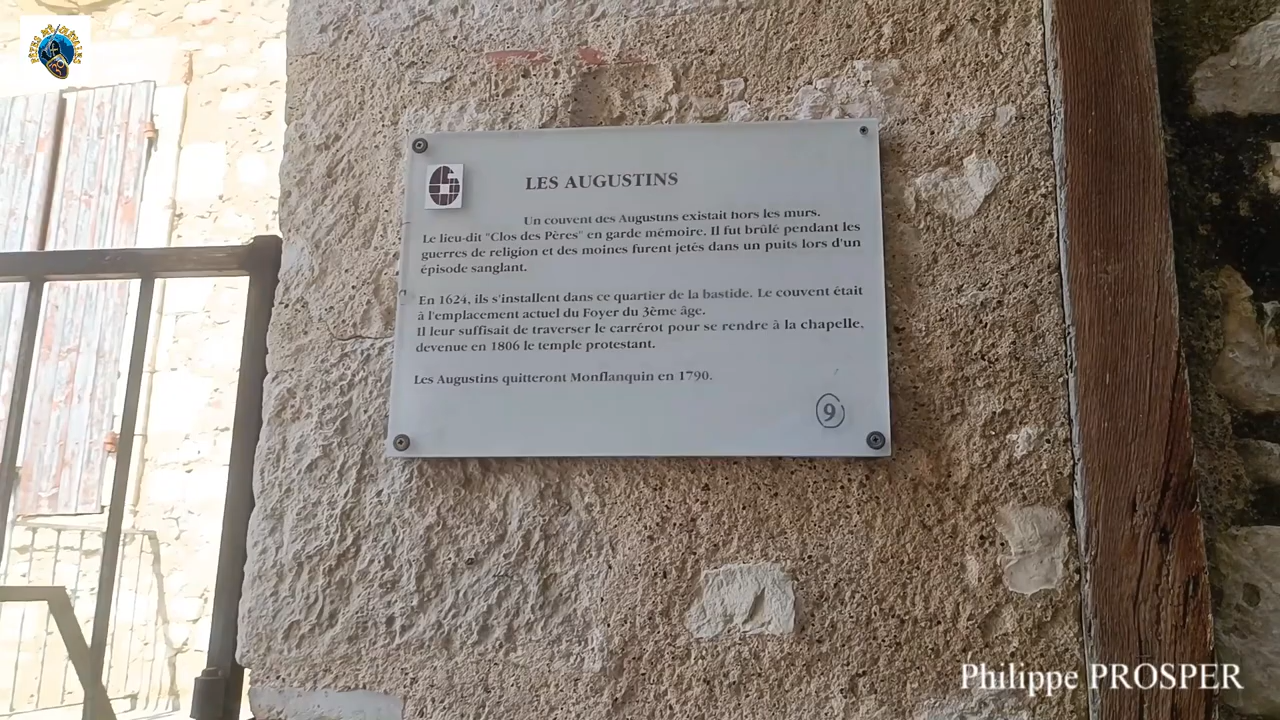 FÊTES MÉDIÉVALES
LES AUGUSTINS
Un couvent des Augustins existait hors les murs.
Le lieu-dit "Clos des Pères" en garde mémoire. Il fut brûlé pendant les
guerres de religion et des moines furent jetés dans un puits lors d'un
épisode sanglant.
En 1624, ils s'installent dans ce quartier de la bastide. Le couvent était
à l'emplacement actuel du Foyer du 3ème âge.
Il leur suffisait de traverser le carrérot pour se rendre à la chapelle,
devenue en 1806 le temple protestant.
Les Augustins quitteront Monflanquin en 1790.
9
Philippe PROSPER